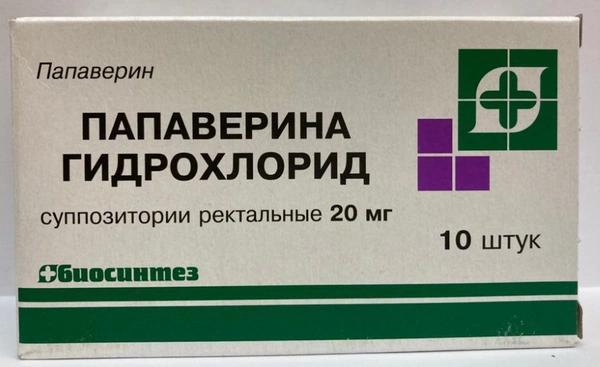 Папаверин
ПАПАВЕРИНА
ГИДРОХЛОРИД
суппозитории ректальные 20 мг
10 штук
биосинтез